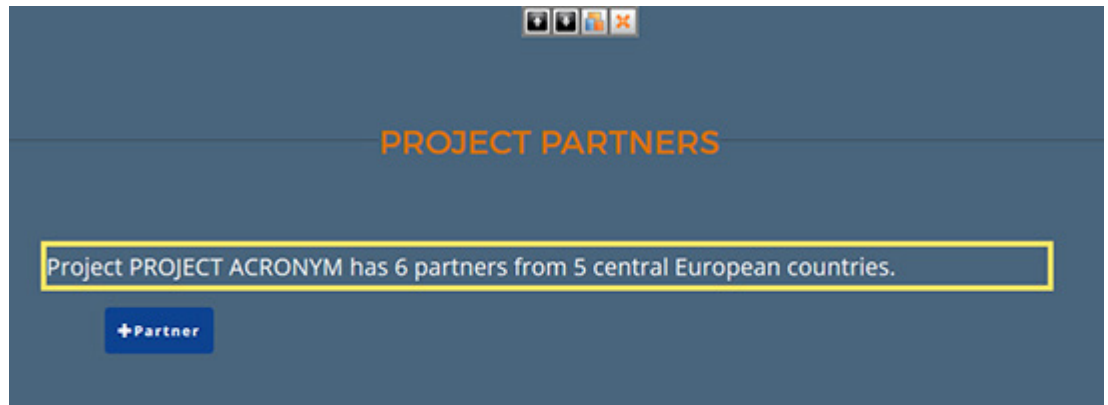 PROJECT PARTNERS
Project PROJECT ACRONYM has 6 partners from 5 central European countries.
+Partner